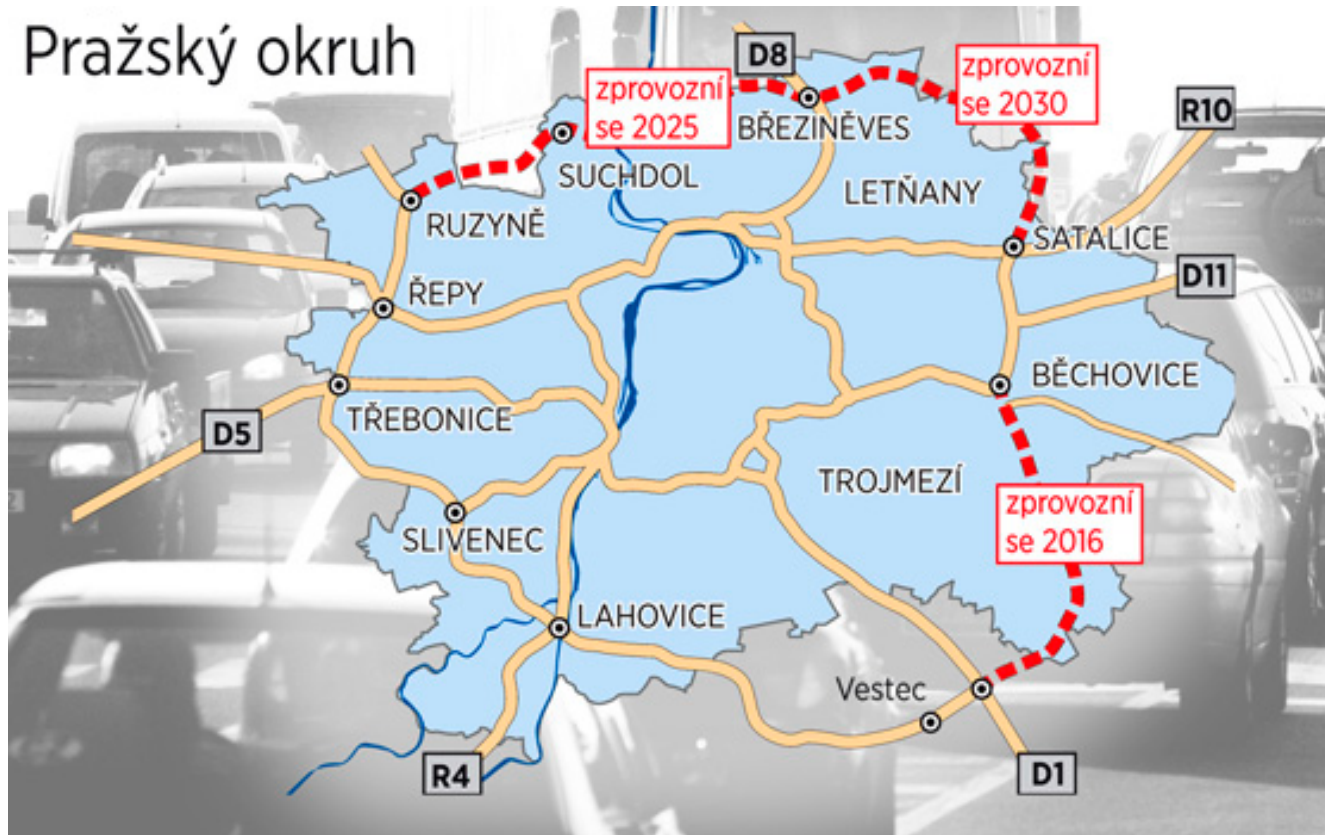 Pražský okruh
D8
zprovozní
se 2030
zprovozní
se 2025
R10
BŘEZINĚVES
SUCHDOL
LETŇANY
RUZYNĚ
SATALICE
D11
ŘEPY
BĚCHOVICE
TŘEBONICE
D5
TROJMEZÍ
zprovozní
se 2016
SLIVENEC
LAHOVICE
Vestec
R4
D1